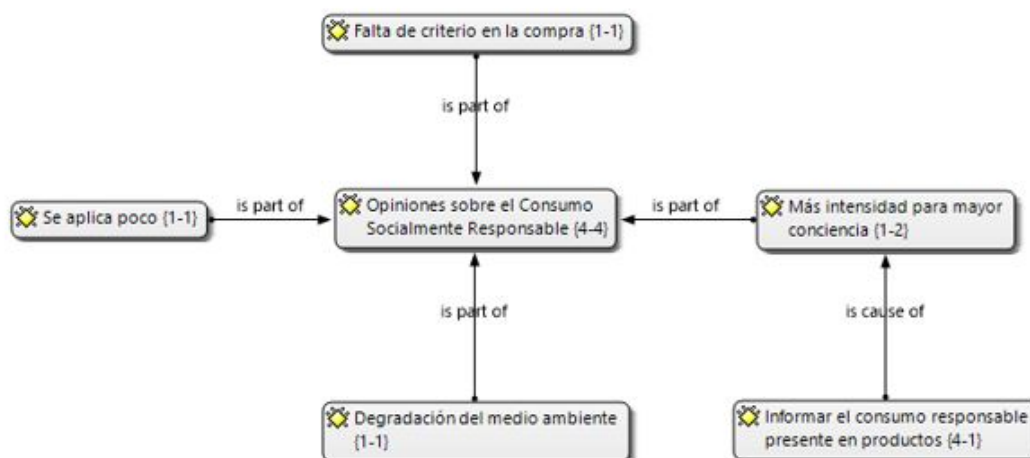 Falta de criterio en la compra {1-1}
is part of
Se aplica poco {1-1}
is part of
Opiniones sobre el Consumo
Socialmente Responsable {4-4}
is part of
Más intensidad para mayor
conciencia {1-2}
is part of
is cause of
Degradación del medio ambiente
{1-1}
Informar el consumo responsable
presente en productos {4-1}